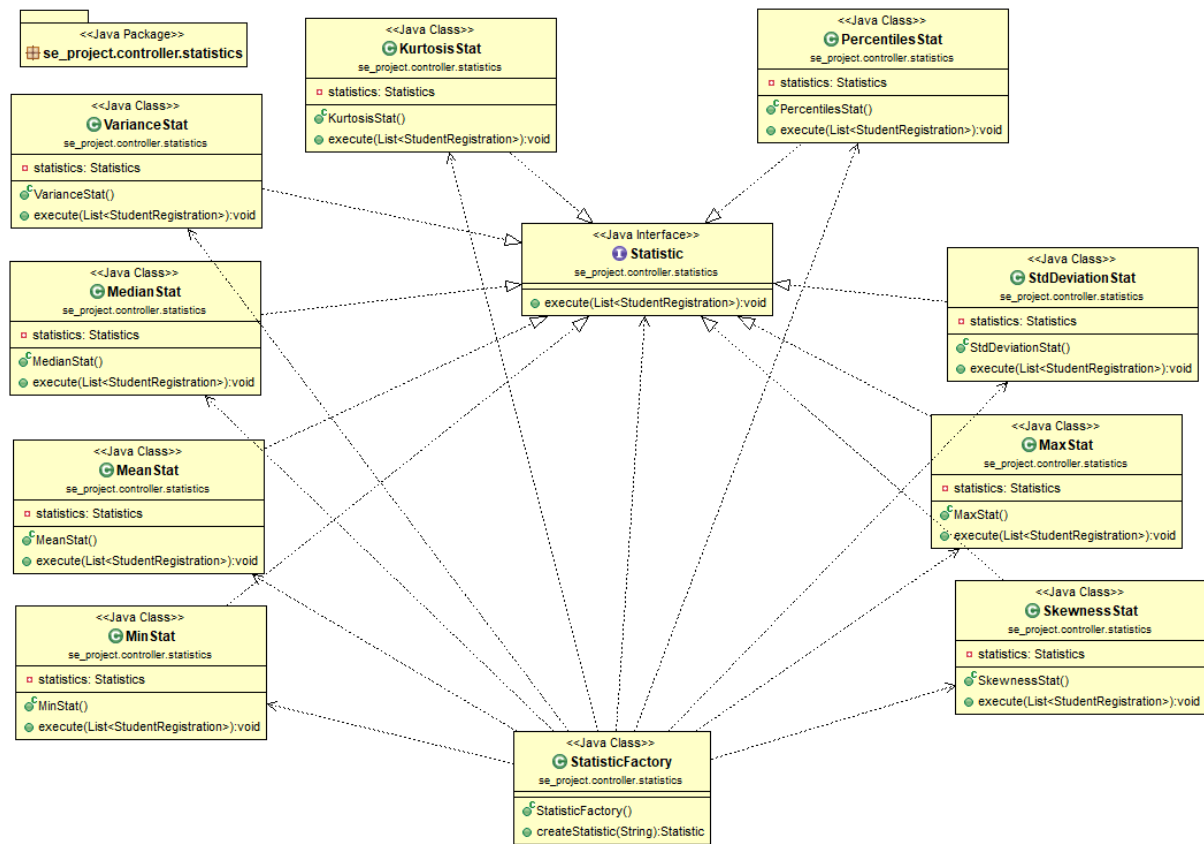 <<Java Package>>
se_project.controller.statistics
<<Java Class>>
KurtosisStat
se_project.controller.statistics
statistics: Statistics
KurtosisStat()
execute(List<StudentRegistration>):void
<<Java Class>>
PercentilesStat
se_project.controller.statistics
statistics: Statistics
PercentilesStat()
execute(List<StudentRegistration>):void
<<Java Class>>
VarianceStat
se_project.controller.statistics
statistics: Statistics
VarianceStat()
execute(List<StudentRegistration>):void
<<Java Interface>>
Statistic
se_project.controller.statistics
execute(List<StudentRegistration>):void
<<Java Class>>
StdDeviationStat
se_project.controller.statistics
statistics: Statistics
StdDeviationStat()
execute(List<StudentRegistration>):void
<<Java Class>>
MedianStat
se_project.controller.statistics
statistics: Statistics
MedianStat()
execute(List<StudentRegistration>):void
<<Java Class>>
MaxStat
se_project.controller.statistics
statistics: Statistics
MaxStat()
execute(List<StudentRegistration>):void
<<Java Class>>
MeanStat
se_project.controller.statistics
statistics: Statistics
MeanStat()
execute(List<StudentRegistration>):void
<<Java Class>>
SkewnessStat
se_project.controller.statistics
statistics: Statistics
SkewnessStat()
execute(List<StudentRegistration>):void
<<Java Class>>
MinStat
se_project.controller.statistics
statistics: Statistics
MinStat()
execute(List<StudentRegistration>):void
<<Java Class>>
StatisticFactory
se_project.controller.statistics
StatisticFactory()
createStatistic(String):Statistic